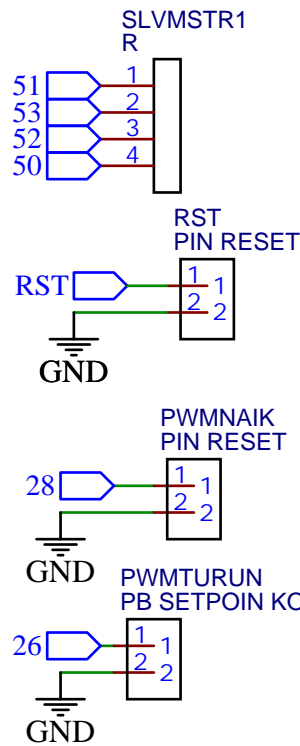 SLVMSTR1
R
51 1
53 2
52 3
50 4
RST
PIN RESET
RST 1 1
2 2
GND
PWMNAIK
PIN RESET
28 1 1
2 2
GND
PWMTURUN
PB SETPOIN KO
26 1 1
2 2
GND